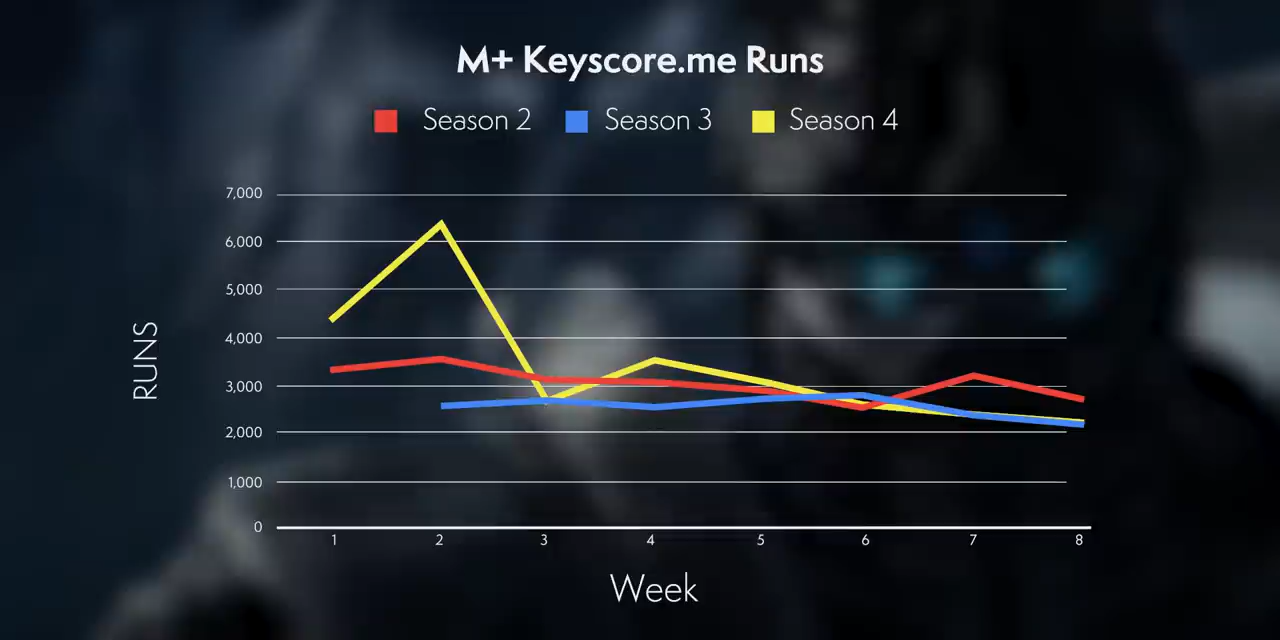 M+ Keyscore.me Runs
Season 2 Season 3 Season 4
7,000
6,000
5,000
4,000
3,000
2,000
1,000
0
RUNS
1 2 3 4 5 6 7 8
Week